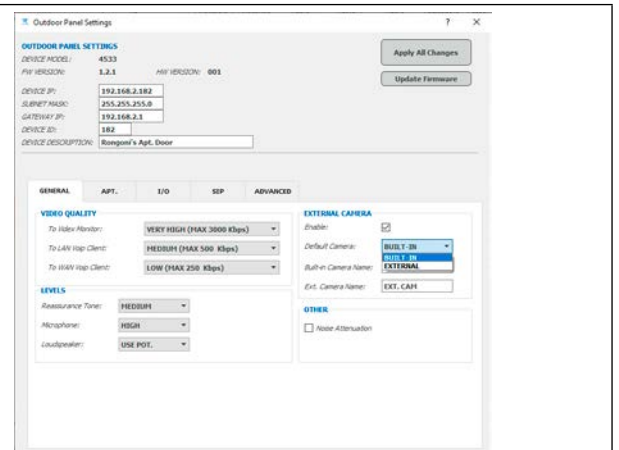 Outdoor Panel Settings ? ×
OUTDOOR PANEL SETTINGS
DEVICE MODEL: 4533
FW VERSION: 1.2.1 HW VERSION: 001
Apply All Changes
Update Firmware
DEVICE IP: 192.168.2.182
SUBNET MASK: 255.255.255.0
GATEWAY IP: 192.168.2.1
DEVICE ID: 182
DEVICE DESCRIPTION: Rongoni's Apt. Door
GENERAL APT. I/O SIP ADVANCED
VIDEO QUALITY
To Videx Monitor: VERY HIGH (MAX 3000 Kbps)
To LAN Voip Client: MEDIUM (MAX 500 Kbps)
To WAN Voip Client: LOW (MAX 250 Kbps)
LEVELS
Reassurance Tone: MEDIUM
Microphone: HIGH
Loudspeaker: USE POT.
EXTERNAL CAMERA
Enable:
Default Camera: BUILT-IN
BUILT-IN
EXTERNAL
Built-in Camera Name:
Ext. Camera Name: EXT. CAM
OTHER
Noise Attenuation